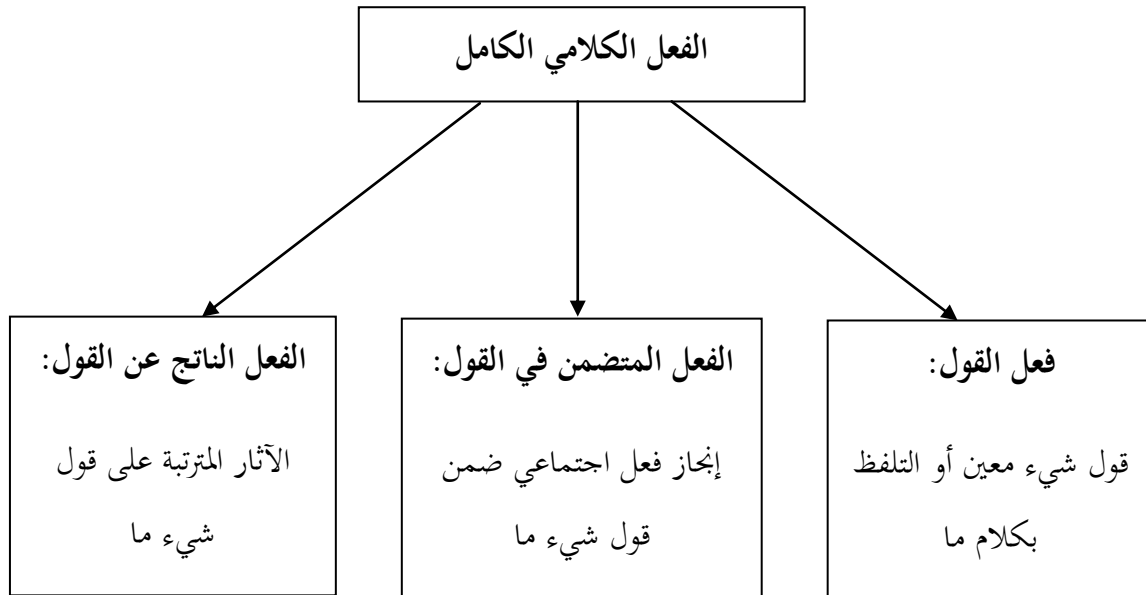 الفعل الكلامي الكامل
فعل القول:
قول شيء معين أو التلفظ
بكلام ما
الفعل المتضمن في القول:
إنجاز فعل اجتماعي ضمن
قول شيء ما
الفعل الناتج عن القول:
الآثار المترتبة على قول
شيء ما